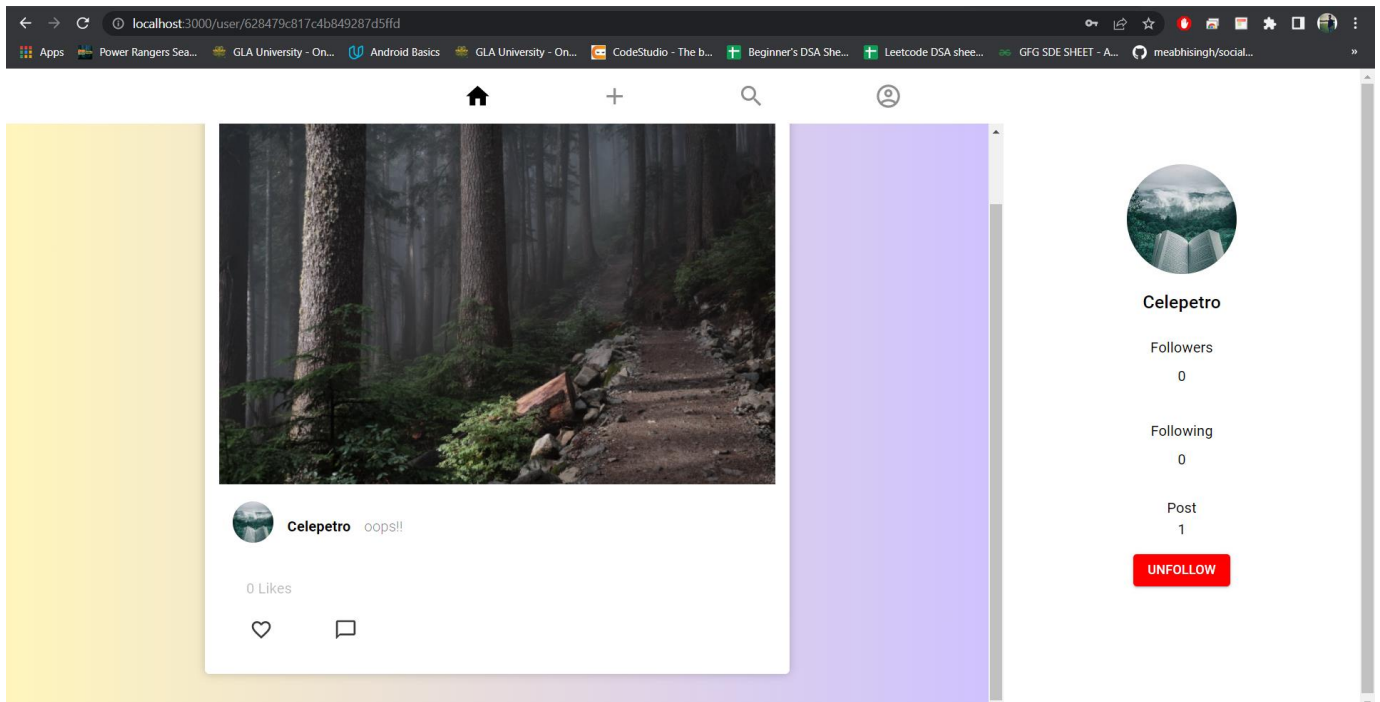 localhost:3000/user/628479c817c4b849287d5ffd
Apps Power Rangers Sea... GLA University - On... Android Basics GLA University - On... CodeStudio - The b... Beginner's DSA She... Leetcode DSA shee... GFG SDE SHEET - A... meabhisingh/social... »
Celepetro
Followers
0
Following
0
Post
1
UNFOLLOW
Celepetro oops!!
0 Likes